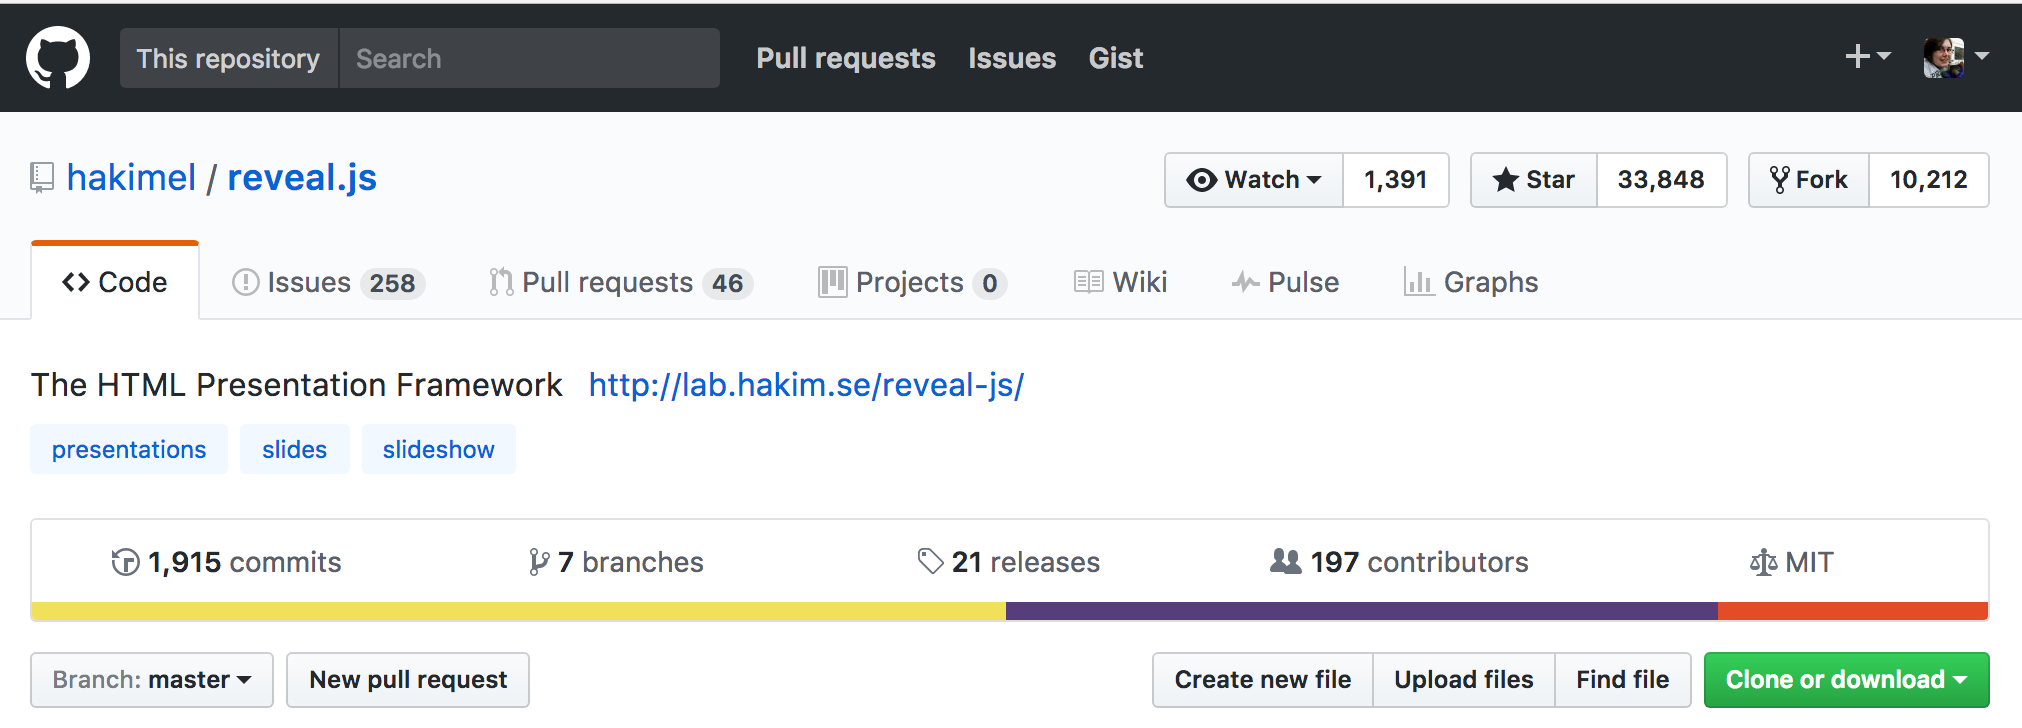 This repository Search Pull requests Issues Gist
hakimel / reveal.js Watch 1,391 Star 33,848 Fork 10,212
Code Issues 258 Pull requests 46 Projects 0 Wiki Pulse Graphs
The HTML Presentation Framework http://lab.hakim.se/reveal-js/
presentations slides slideshow
1,915 commits 7 branches 21 releases 197 contributors MIT
Branch: master New pull request Create new file Upload files Find file Clone or download